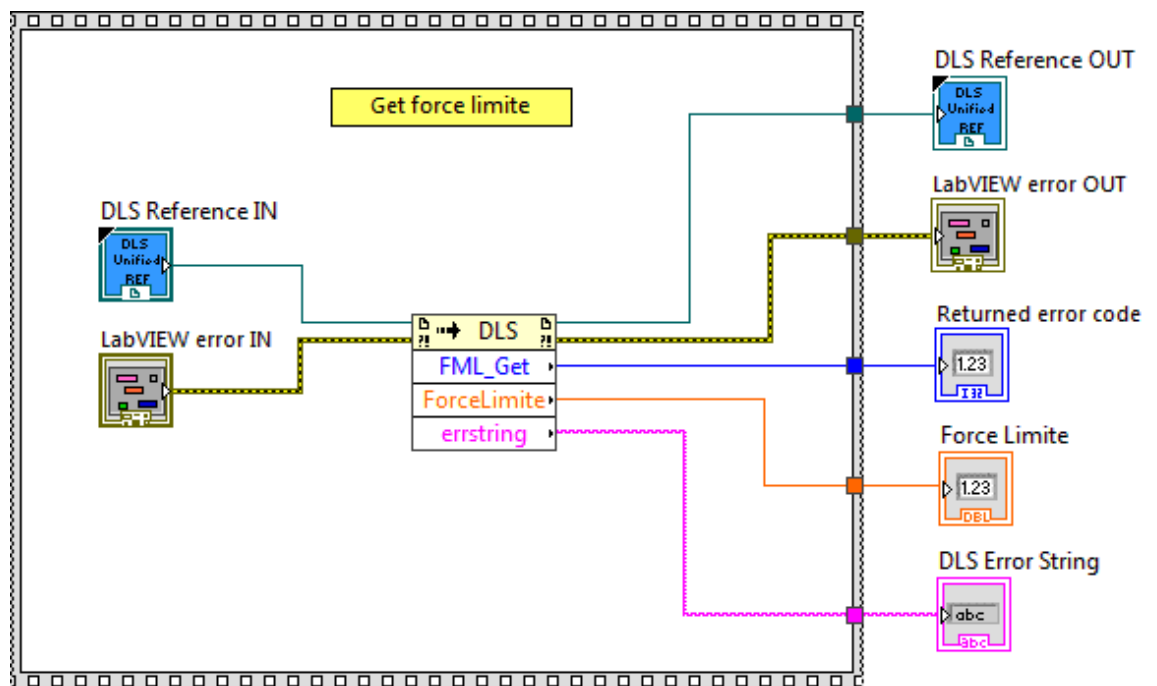 DLS Reference OUT
DLS
Unified
REF
Get force limite
LabVIEW error OUT
DLS Reference IN
DLS
Unified
REF
Returned error code
1.23
I32
LabVIEW error IN
?! DLS ?!
FML_Get
ForceLimite
errstring
Force Limite
1.23
DBL
DLS Error String
abc
abc